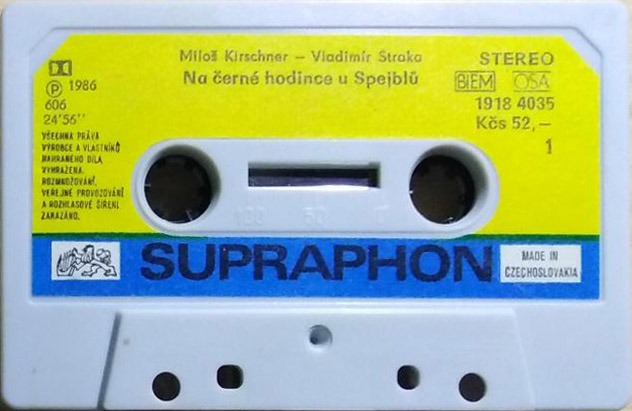 Miloš Kirschner – Vladimír Straka
Na černé hodince u Spejblů
Ⓟ 1986
606
24'56''
VŠECHNA PRÁVA
VÝROBCE A VLASTNÍKŮ
NAHRANÉHO DÍLA
VYHRAZENA.
ROZMNOŽOVÁNÍ,
VEŘEJNÉ PROVOZOVÁNÍ
A ROZHLASOVÉ ŠÍŘENÍ
ZAKÁZÁNO.
STEREO
BIEM OSA
1918 4035
Kčs 52,—
1
100 50 0
SUPRAPHON
MADE IN
CZECHOSLOVAKIA